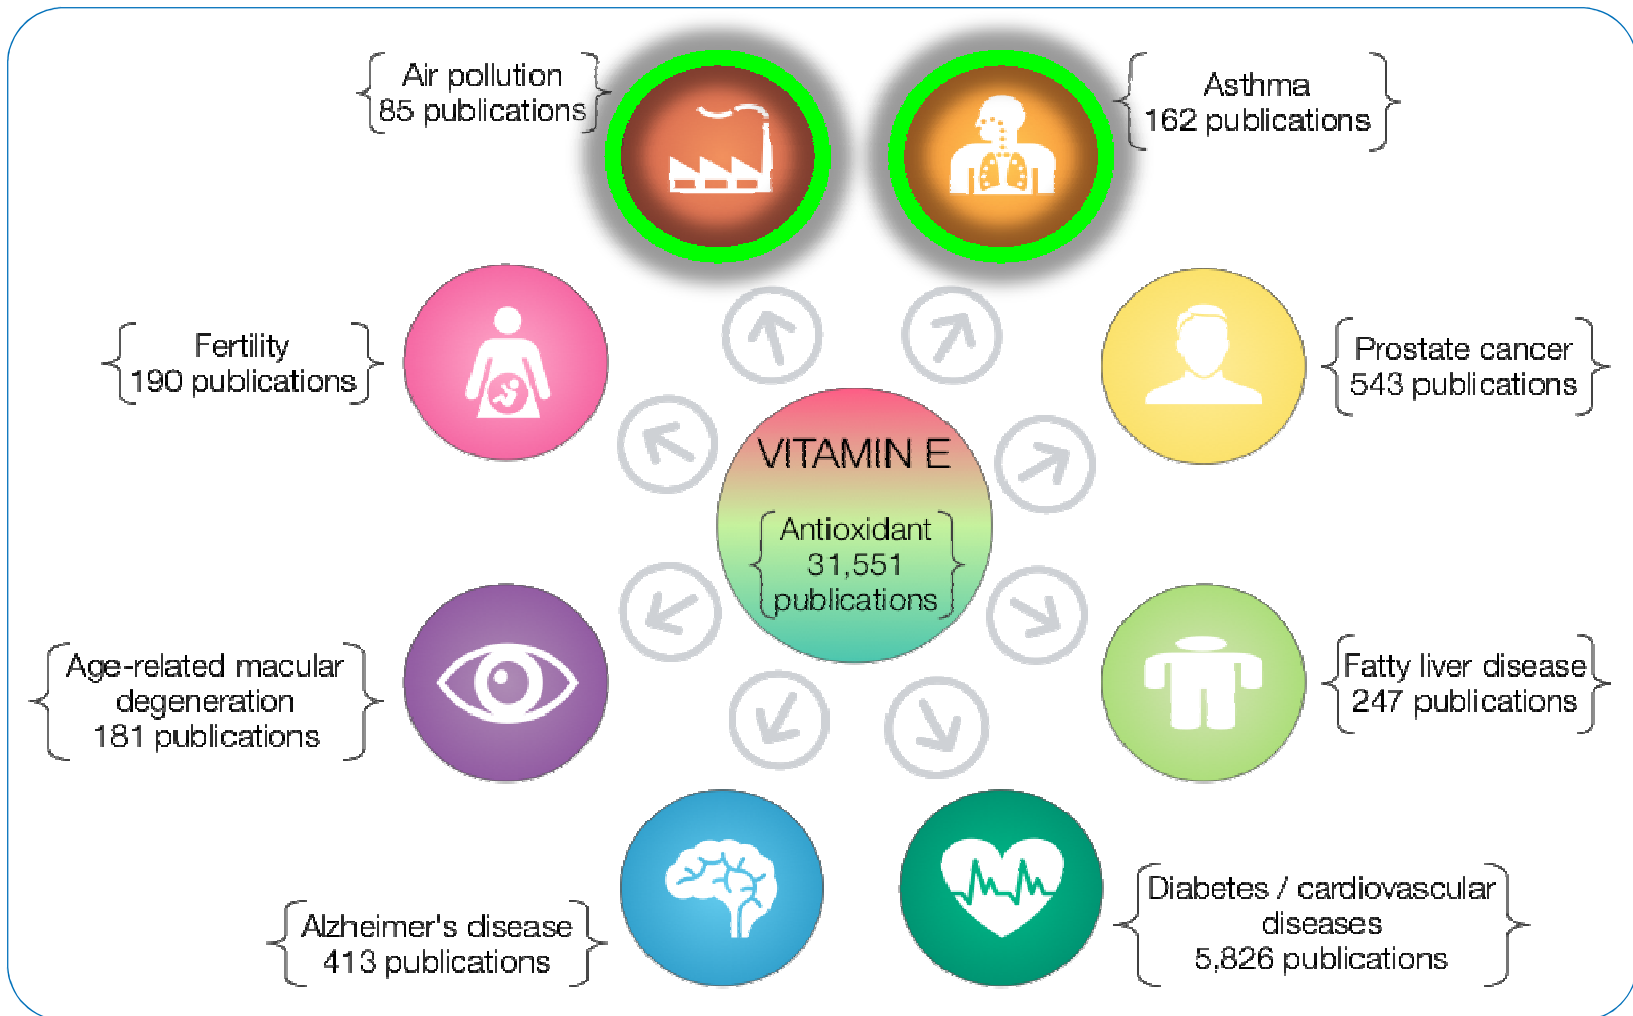 Air pollution
85 publications
Asthma
162 publications
Fertility
190 publications
Prostate cancer
543 publications
VITAMIN E
Antioxidant
31,551
publications
Age-related macular
degeneration
181 publications
Fatty liver disease
247 publications
Alzheimer's disease
413 publications
Diabetes / cardiovascular
diseases
5,826 publications